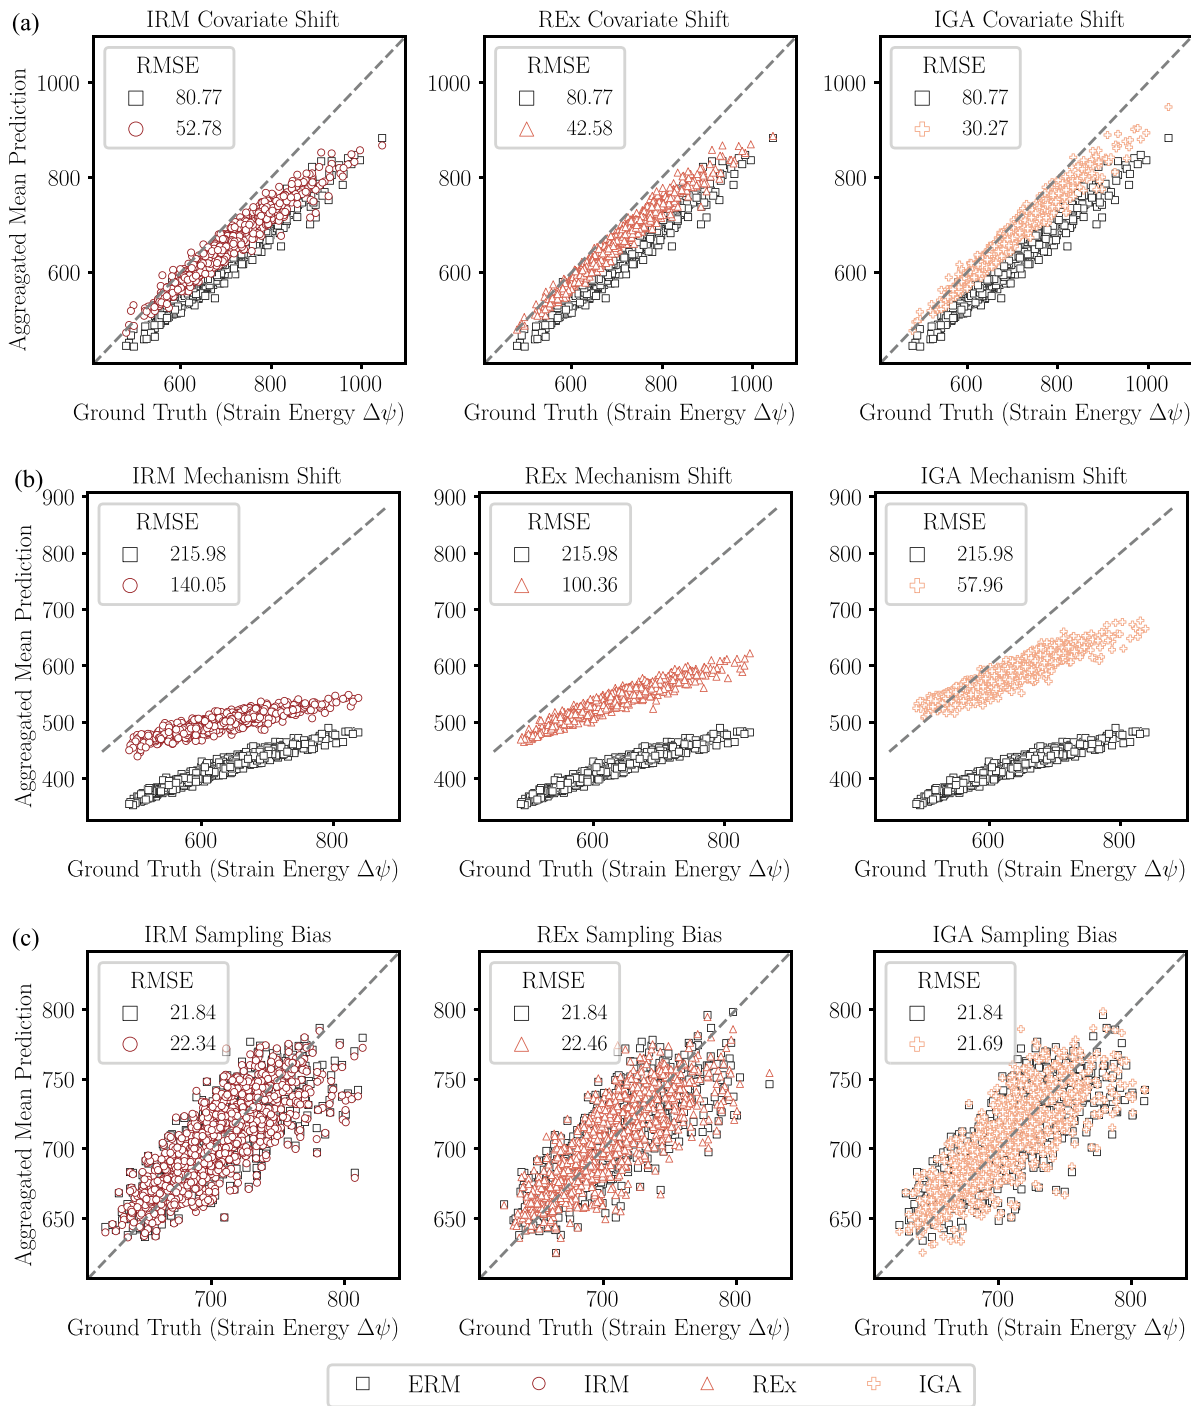 (a)
IRM Covariate Shift
REx Covariate Shift
IGA Covariate Shift
Aggreagated Mean Prediction
1000
800
600
RMSE
80.77
52.78
RMSE
80.77
42.58
RMSE
80.77
30.27
600 800 1000
600 800 1000
600 800 1000
Ground Truth (Strain Energy Δψ)
Ground Truth (Strain Energy Δψ)
Ground Truth (Strain Energy Δψ)
(b)
IRM Mechanism Shift
REx Mechanism Shift
IGA Mechanism Shift
Aggreagated Mean Prediction
900
800
700
600
500
400
RMSE
215.98
140.05
RMSE
215.98
100.36
RMSE
215.98
57.96
600 800
600 800
600 800
Ground Truth (Strain Energy Δψ)
Ground Truth (Strain Energy Δψ)
Ground Truth (Strain Energy Δψ)
(c)
IRM Sampling Bias
REx Sampling Bias
IGA Sampling Bias
Aggreagated Mean Prediction
800
750
700
650
RMSE
21.84
22.34
RMSE
21.84
22.46
RMSE
21.84
21.69
700 800
700 800
700 800
Ground Truth (Strain Energy Δψ)
Ground Truth (Strain Energy Δψ)
Ground Truth (Strain Energy Δψ)
ERM IRM REx IGA